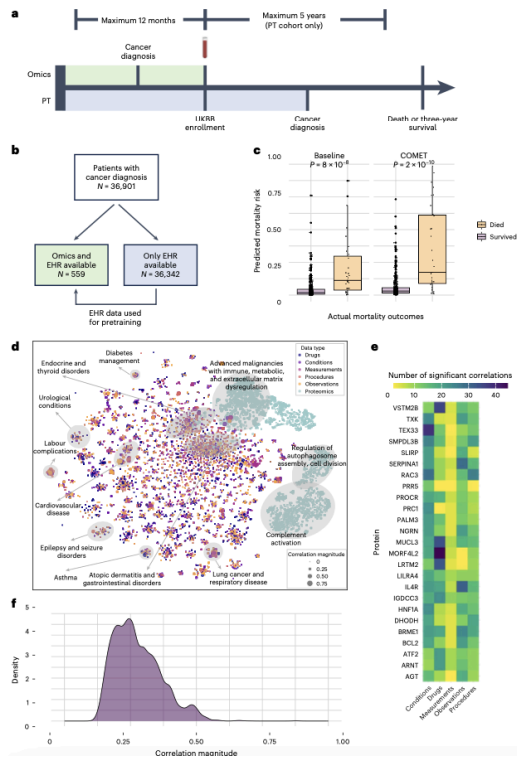 a
Maximum 12 months
Maximum 5 years
(PT cohort only)
Cancer
diagnosis
Omics
PT
UKBB
enrollment
Cancer
diagnosis
Death or three-year
survival
b
Patients with
cancer diagnosis
N = 36,901
Omics and
EHR available
N = 559
Only EHR
available
N = 36,342
EHR data used
for pretraining
c
Baseline
P = 8 × 10⁻⁸
COMET
P = 2 × 10⁻¹⁰
Predicted mortality risk
1.00
0.75
0.50
0.25
0
Died
Survived
Actual mortality outcomes
d
Data type
Drugs
Conditions
Measurements
Procedures
Observations
Proteomics
Endocrine and
thyroid disorders
Diabetes
management
Advanced malignancies
with immune, metabolic,
and extracellular matrix
dysregulation
Urological
conditions
Labour
complications
Regulation of
autophagosome
assembly, cell division
Cardiovascular
disease
Complement
activation
Epilepsy and seizure
disorders
Asthma
Atopic dermatitis and
gastrointestinal disorders
Lung cancer and
respiratory disease
Correlation magnitude
0
0.25
0.50
0.75
e
Number of significant correlations
0 10 20 30 40
Protein
VSTM2B
TXK
TEX33
SMPDL3B
SLIRP
SERPINA1
RAC3
PRR5
PROCR
PRC1
PALM3
NGRN
MUCL3
MORF4L2
LRTM2
LILRA4
IL4R
IGDCC3
HNF1A
DHODH
BRME1
BCL2
ATF2
ARNT
AGT
Conditions
Drugs
Measurements
Observations
Procedures
f
Density
5
4
3
2
1
0
0 0.25 0.50 0.75 1.00
Correlation magnitude